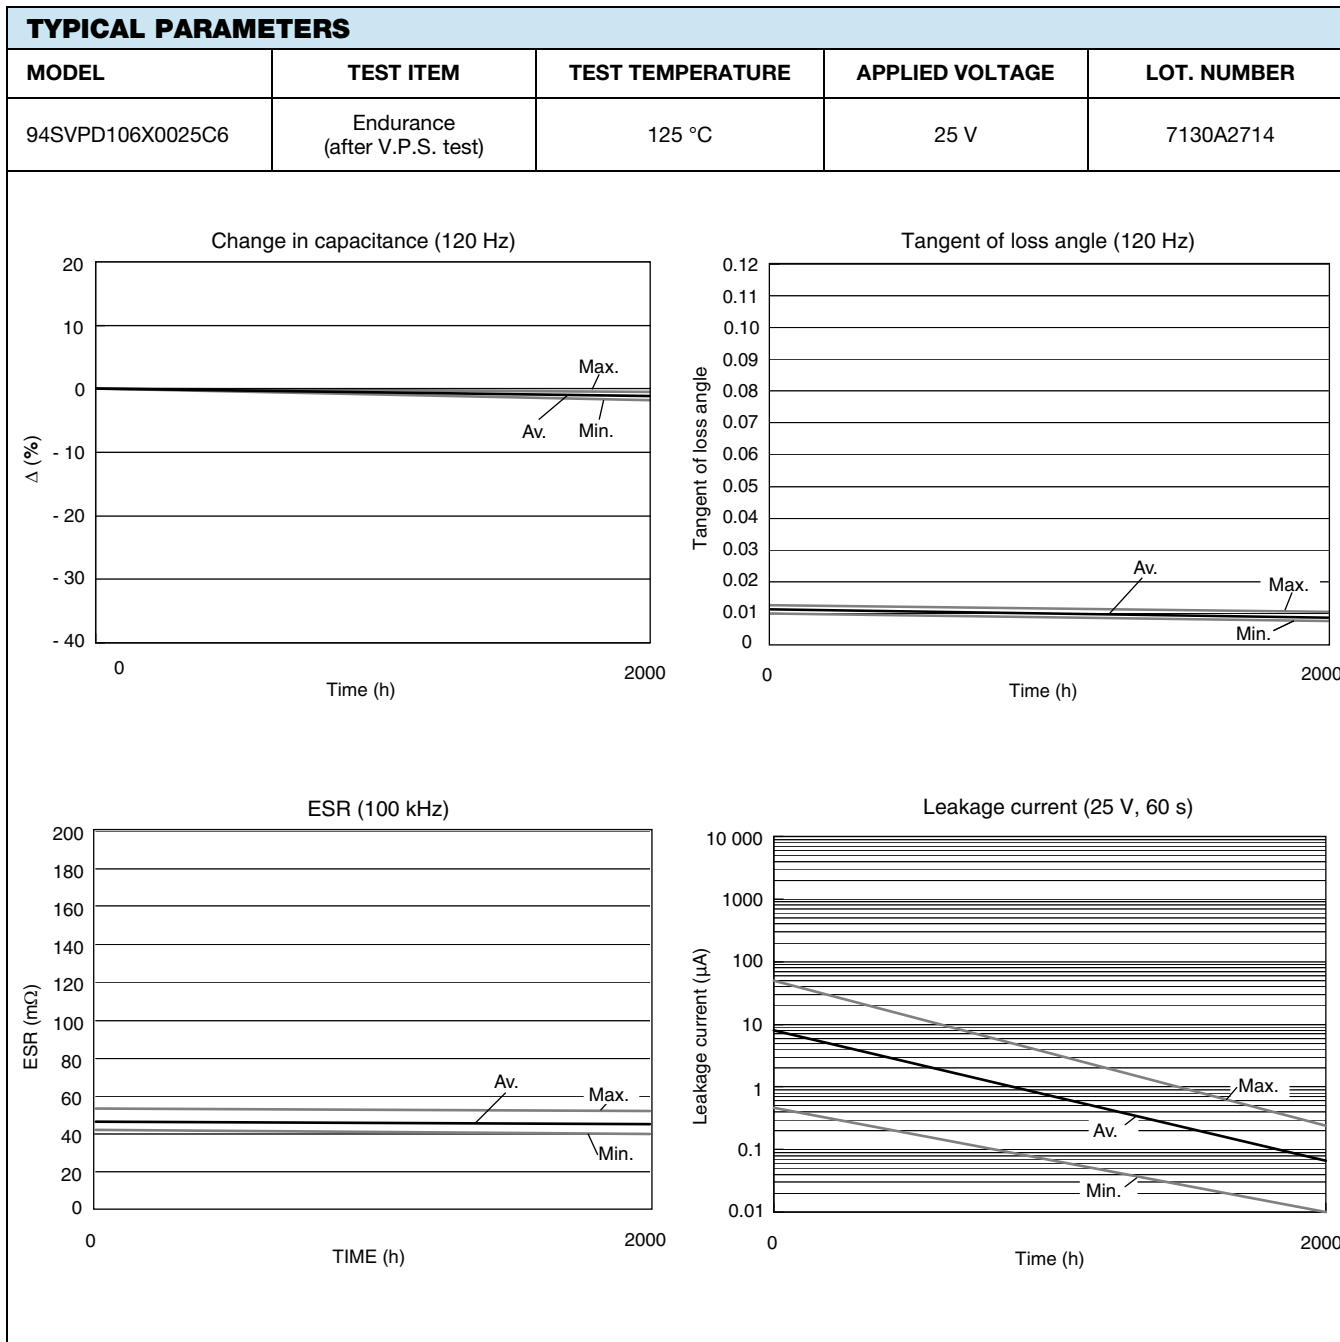 TYPICAL PARAMETERS
MODEL TEST ITEM TEST TEMPERATURE APPLIED VOLTAGE LOT. NUMBER
94SVPD106X0025C6 Endurance (after V.P.S. test) 125 °C 25 V 7130A2714
Change in capacitance (120 Hz)
20
10
0
- 10
- 20
- 30
- 40
Δ (%)
Max.
Av.
Min.
0 2000
Time (h)
Tangent of loss angle (120 Hz)
0.12
0.11
0.10
0.09
0.08
0.07
0.06
0.05
0.04
0.03
0.02
0.01
0
Tangent of loss angle
Av.
Max.
Min.
0 2000
Time (h)
ESR (100 kHz)
200
180
160
140
120
100
80
60
40
20
0
ESR (mΩ)
Av.
Max.
Min.
0 2000
TIME (h)
Leakage current (25 V, 60 s)
10 000
1000
100
10
1
0.1
0.01
Leakage current (µA)
Max.
Av.
Min.
0 2000
Time (h)